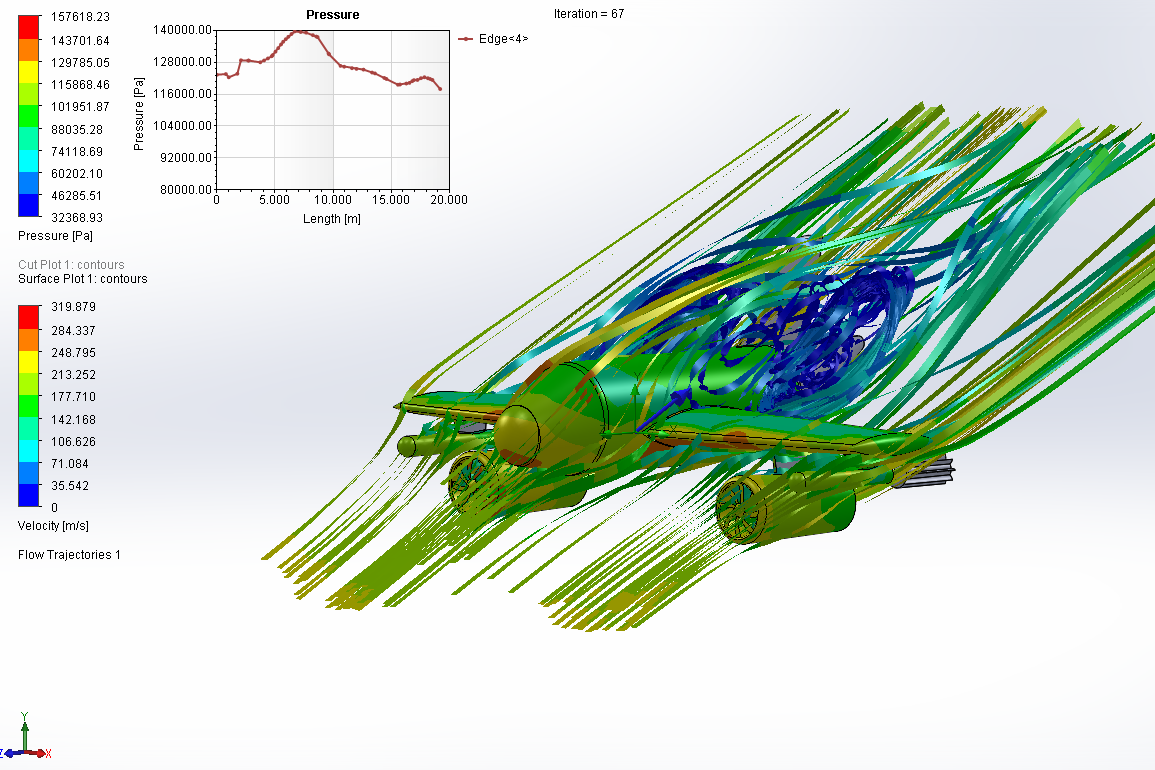 157618.23
143701.64
129785.05
115868.46
101951.87
88035.28
74118.69
60202.10
46285.51
32368.93
Pressure [Pa]
Cut Plot 1: contours
Surface Plot 1: contours
319.879
284.337
248.795
213.252
177.710
142.168
106.626
71.084
35.542
0
Velocity [m/s]
Flow Trajectories 1
Pressure
140000.00
128000.00
116000.00
104000.00
92000.00
80000.00
Pressure [Pa]
0 5.000 10.000 15.000 20.000
Length [m]
Edge<4>
Iteration = 67
Y
Z X